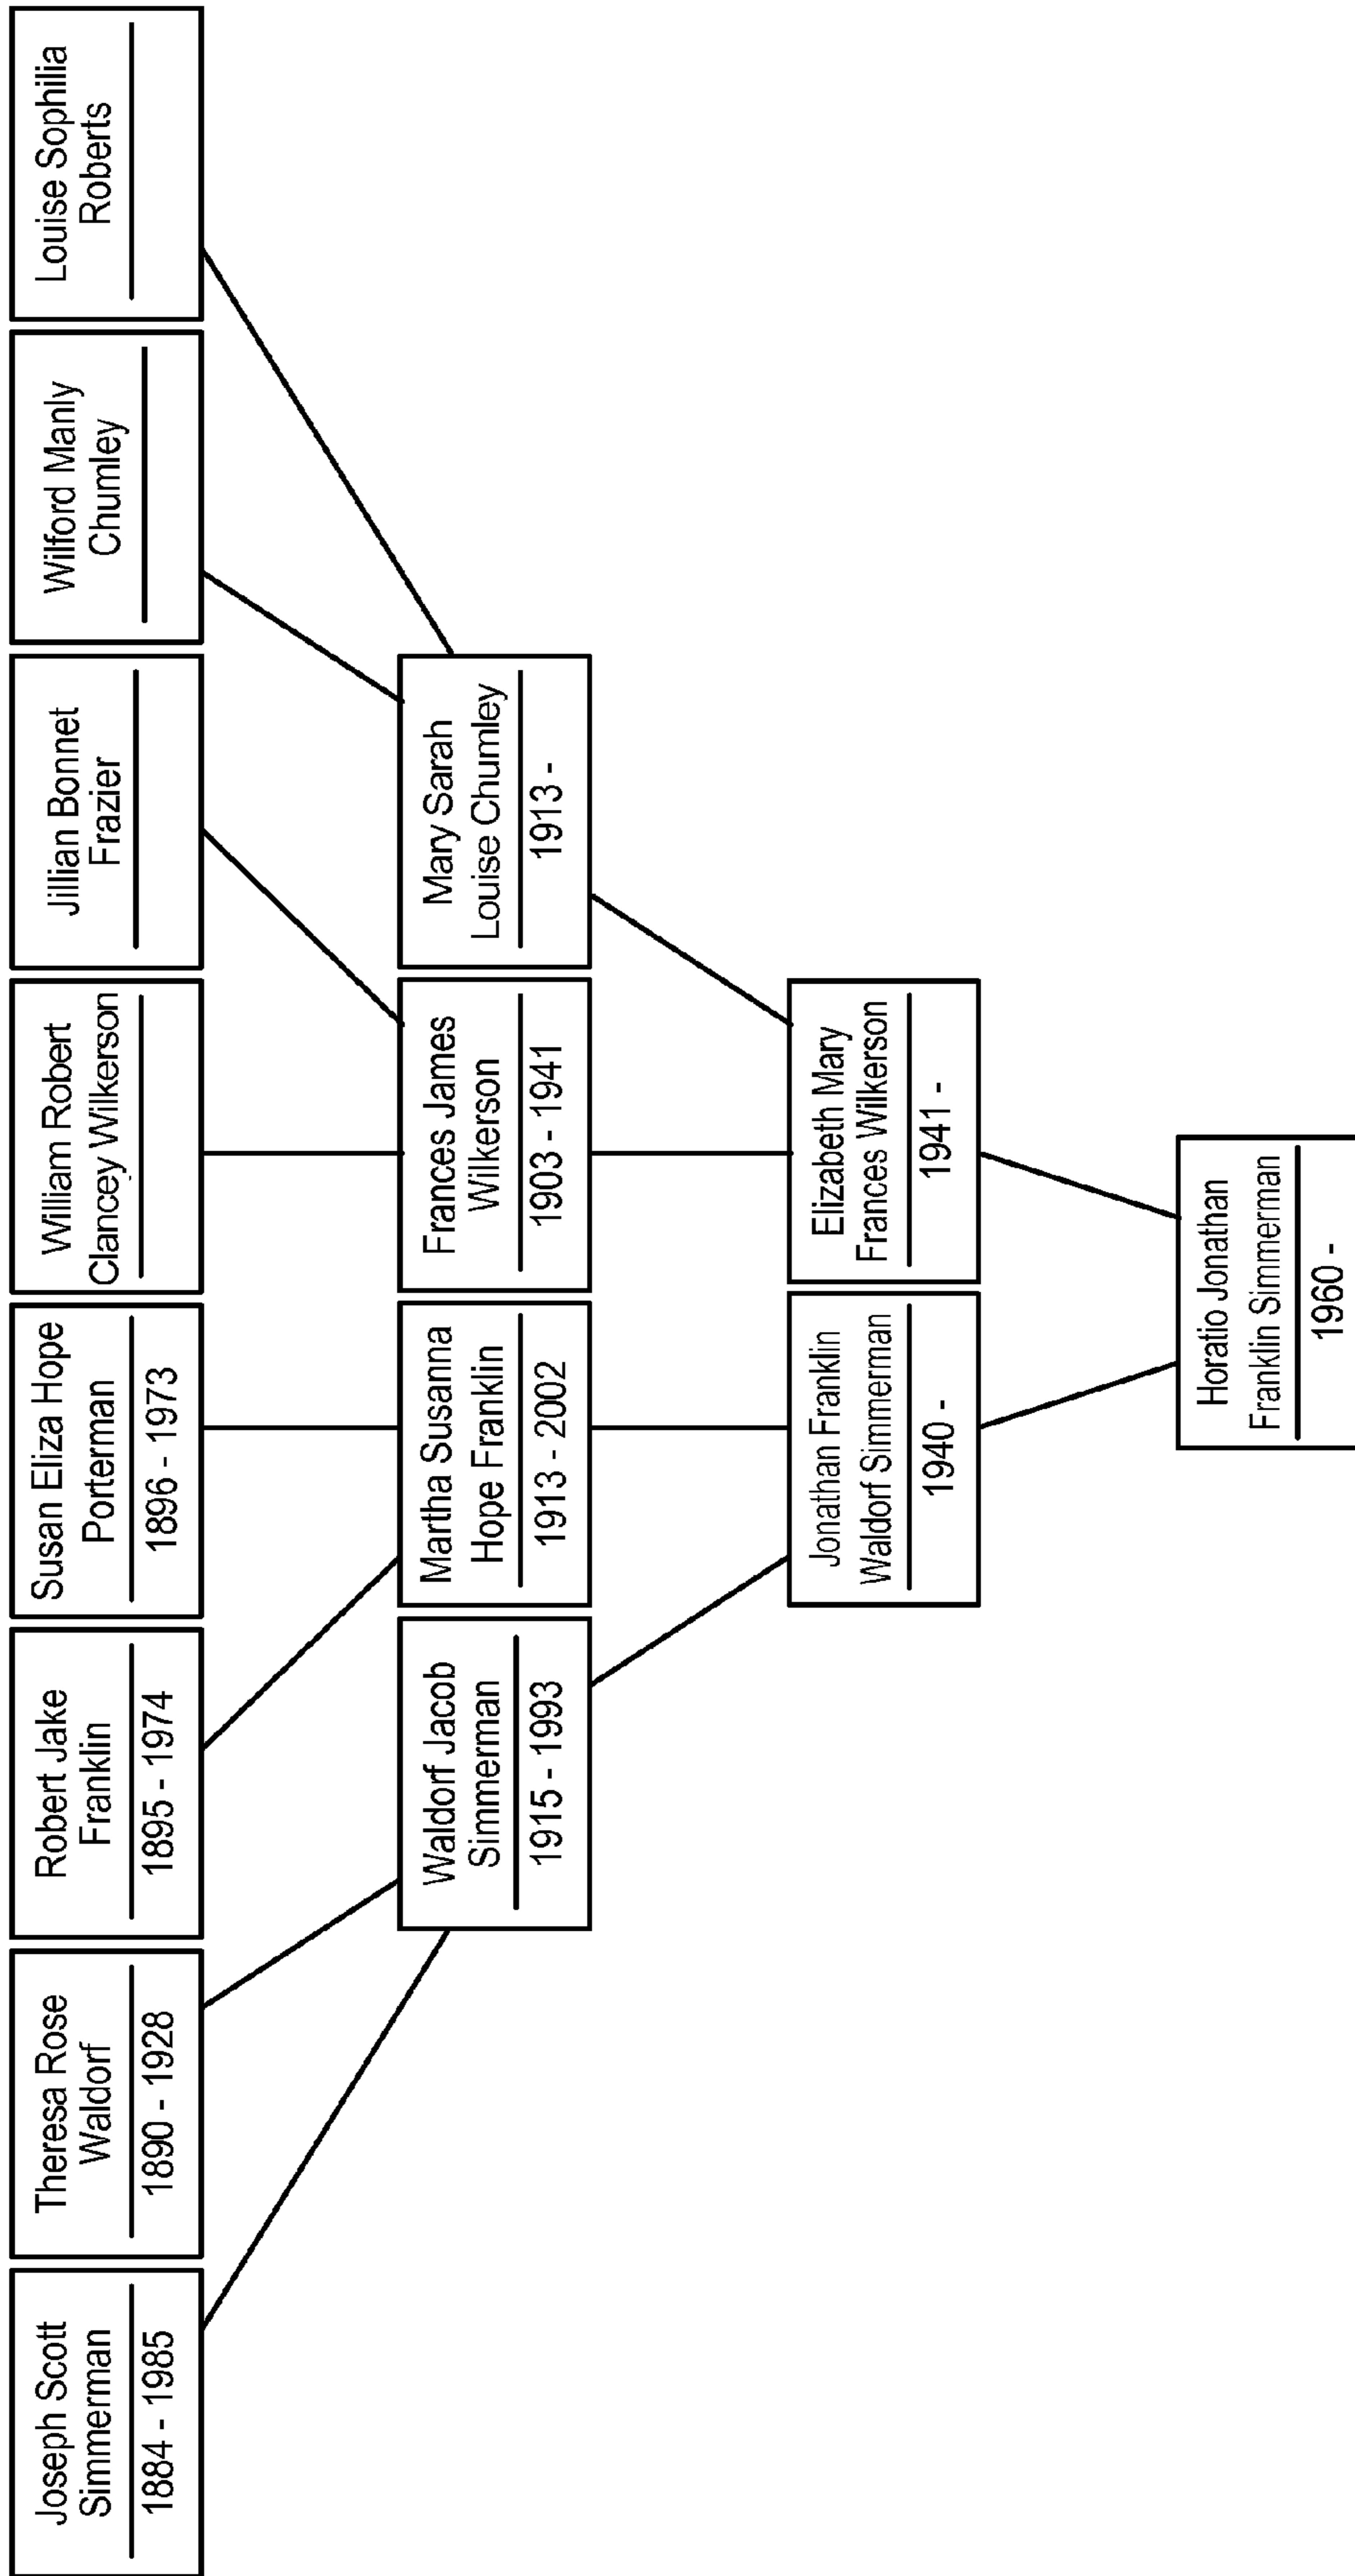 Joseph Scott
Simmerman
1884 - 1985
Theresa Rose
Waldorf
1890 - 1928
Robert Jake
Franklin
1895 - 1974
Susan Eliza Hope
Porterman
1896 - 1973
William Robert
Clancey Wilkerson
Jillian Bonnet
Frazier
Wilford Manly
Chumley
Louise Sophilia
Roberts
Waldorf Jacob
Simmerman
1915 - 1993
Martha Susanna
Hope Franklin
1913 - 2002
Frances James
Wilkerson
1903 - 1941
Mary Sarah
Louise Chumley
1913 -
Jonathan Franklin
Waldorf Simmerman
1940 -
Elizabeth Mary
Frances Wilkerson
1941 -
Horatio Jonathan
Franklin Simmerman
1960 -